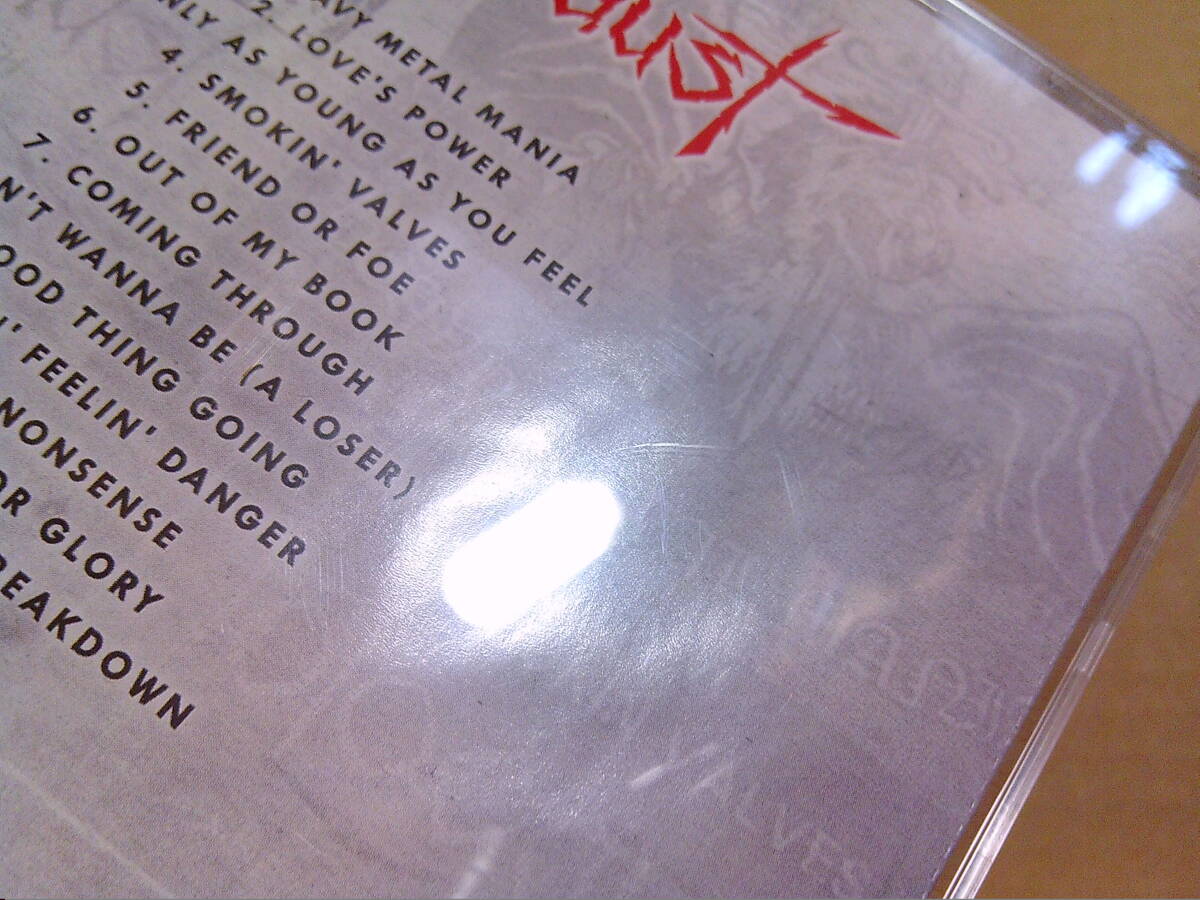 aust
AVY METAL MANIA
2. LOVE'S POWER
NLY AS YOUNG AS YOU FEEL
4. SMOKIN' VALVES
5. FRIEND OR FOE
6. OUT OF MY BOOK
7. COMING THROUGH
N'T WANNA BE (A LOSER)
OOD THING GOING
N' FEELIN' DANGER
NONSENSE
OR GLORY
REAKDOWN
VALVES